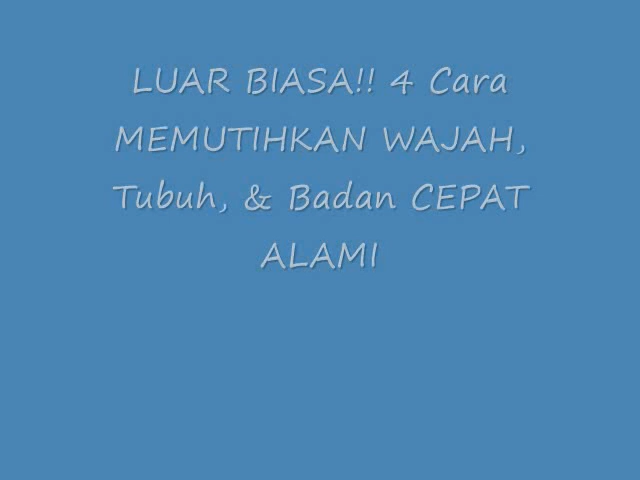 LUAR BIASA!! 4 Cara
MEMUTIHKAN WAJAH,
Tubuh, & Badan CEPAT
ALAMI